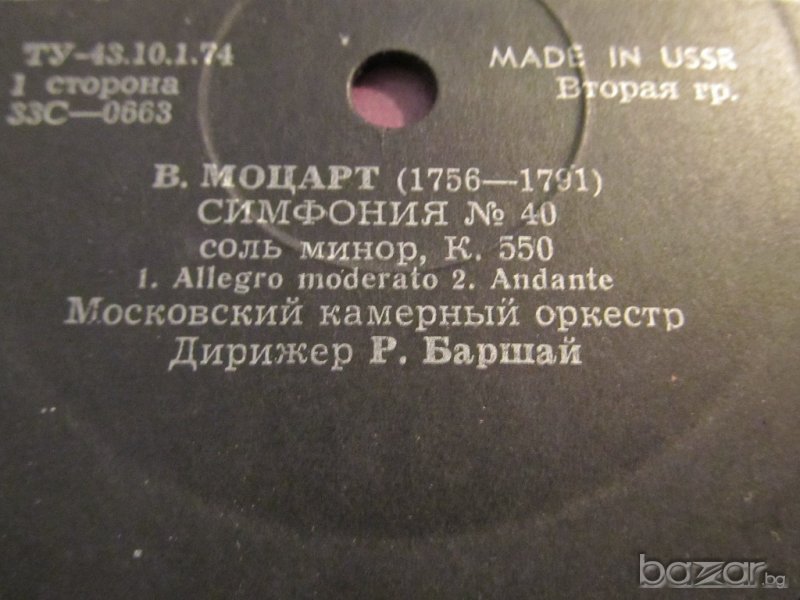 ТУ-43.10.1.74
1 сторона
33С—0663
MADE IN USSR
Вторая гр.
В. МОЦАРТ (1756—1791)
СИМФОНИЯ № 40
соль минор, К. 550
1. Allegro moderato 2. Andante
Московский камерный оркестр
Дирижер Р. Баршай
bazar.bg